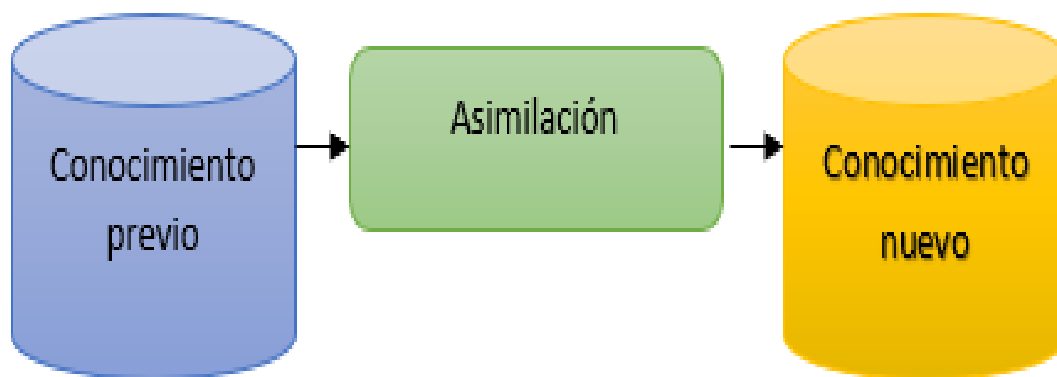 Conocimiento
previo
Asimilación
Conocimiento
nuevo